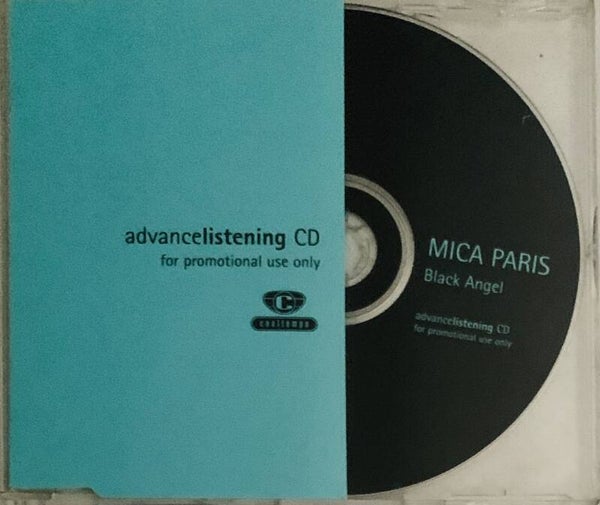 advancelistening CD
for promotional use only
C
cooltempo
MICA PARIS
Black Angel
advancelistening CD
for promotional use only